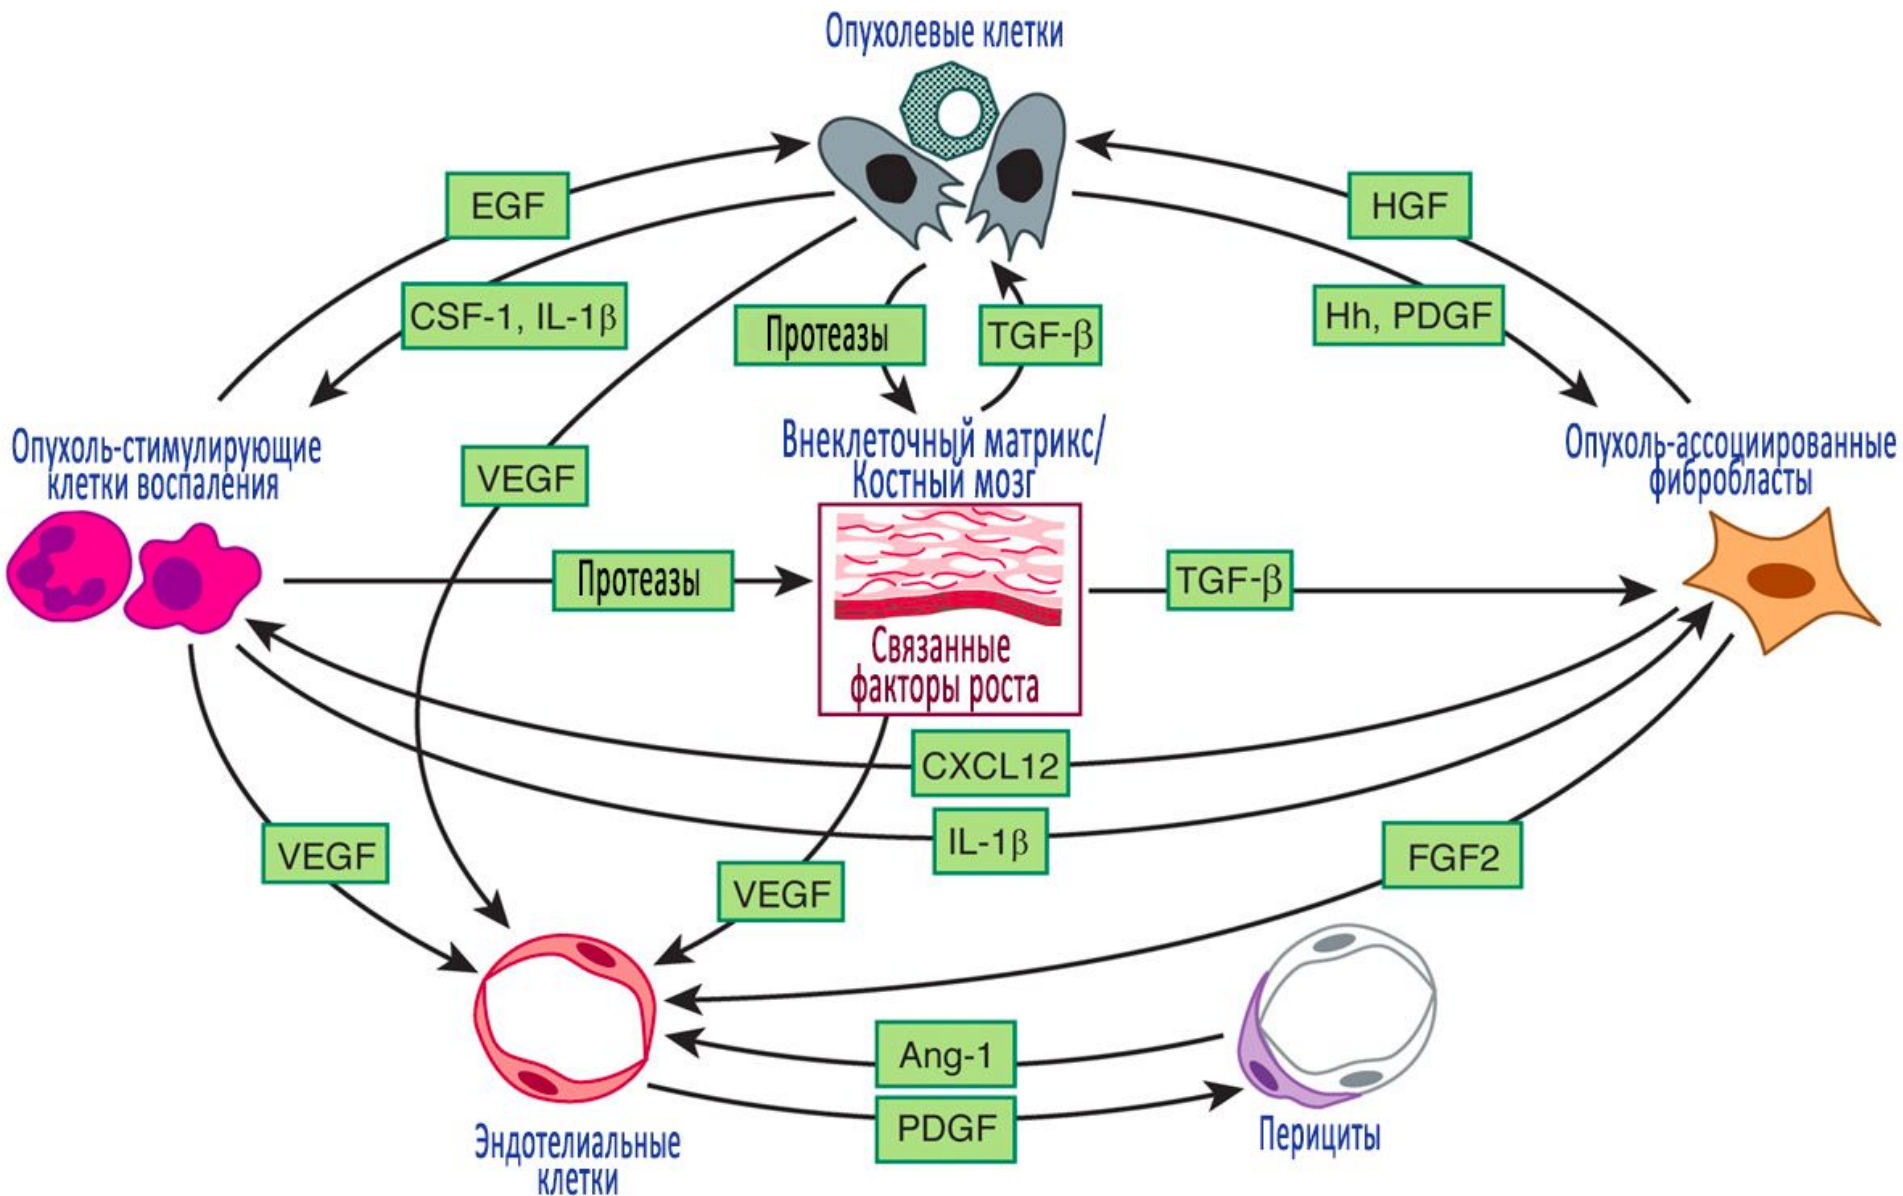 Опухолевые клетки
EGF
HGF
CSF-1, IL-1β
Hh, PDGF
Протеазы
TGF-β
Опухоль-стимулирующие
клетки воспаления
VEGF
Внеклеточный матрикс/
Костный мозг
Опухоль-ассоциированные
фибробласты
Протеазы
TGF-β
Связанные
факторы роста
CXCL12
IL-1β
VEGF
VEGF
FGF2
Ang-1
PDGF
Эндотелиальные
клетки
Перициты